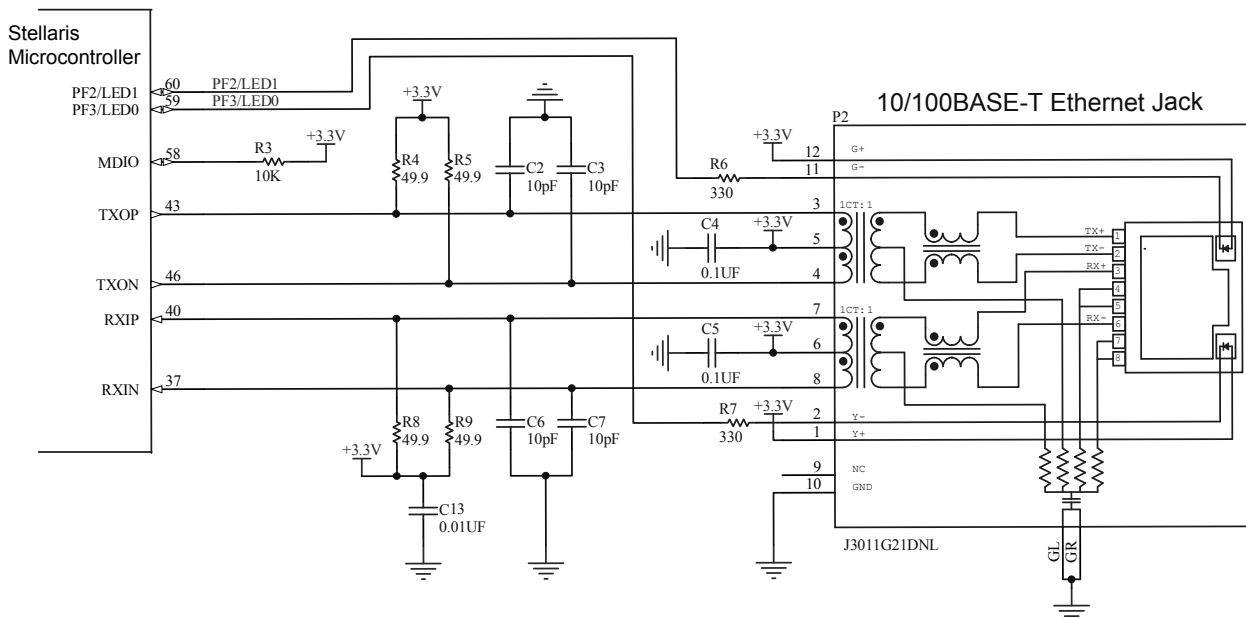 Stellaris
Microcontroller
PF2/LED1
60
PF2/LED1
PF3/LED0
59
PF3/LED0
MDIO
58
R3
10K
+3.3V
TXOP
43
TXON
46
RXIP
40
RXIN
37
+3.3V
R4
49.9
R5
49.9
C2
10pF
C3
10pF
R6
330
+3.3V
C4
0.1UF
+3.3V
C5
0.1UF
+3.3V
R7
330
+3.3V
R8
49.9
R9
49.9
C6
10pF
C7
10pF
+3.3V
C13
0.01UF
10/100BASE-T Ethernet Jack
P2
12
G+
11
G-
3
1CT:1
5
4
7
1CT:1
6
8
2
Y-
1
Y+
9
NC
10
GND
TX+
1
TX-
2
RX+
3
4
5
RX-
6
7
8
J3011G21DNL
GL
GR